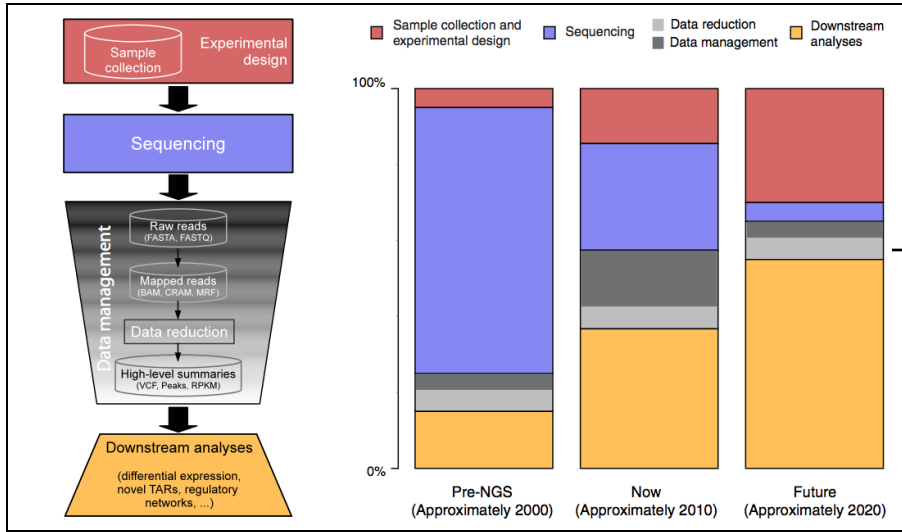 Sample
collection
Experimental
design
Sequencing
Data management
Raw reads
(FASTA, FASTQ)
Mapped reads
(BAM, CRAM, MRF)
Data reduction
High-level summaries
(VCF, Peaks, RPKM)
Downstream analyses
(differential expression,
novel TARs, regulatory
networks, ...)
Sample collection and
experimental design
Sequencing
Data reduction
Data management
Downstream
analyses
100%
0%
Pre-NGS
(Approximately 2000)
Now
(Approximately 2010)
Future
(Approximately 2020)